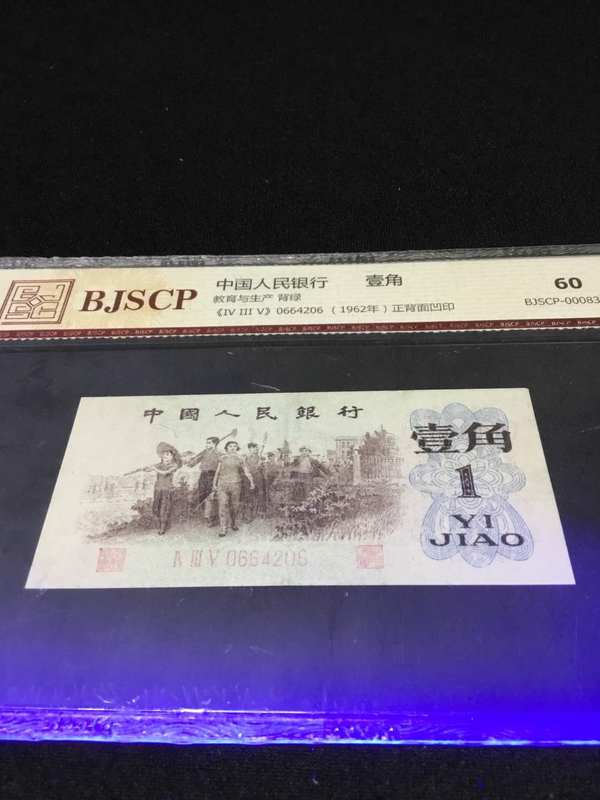 BJSCP
中国人民银行 壹角
教育与生产 背绿
《IV III V》0664206 (1962年) 正背面凹印
60
BJSCP-00083
中國人民銀行
壹角
1
YI
JIAO
IV III V 0664206